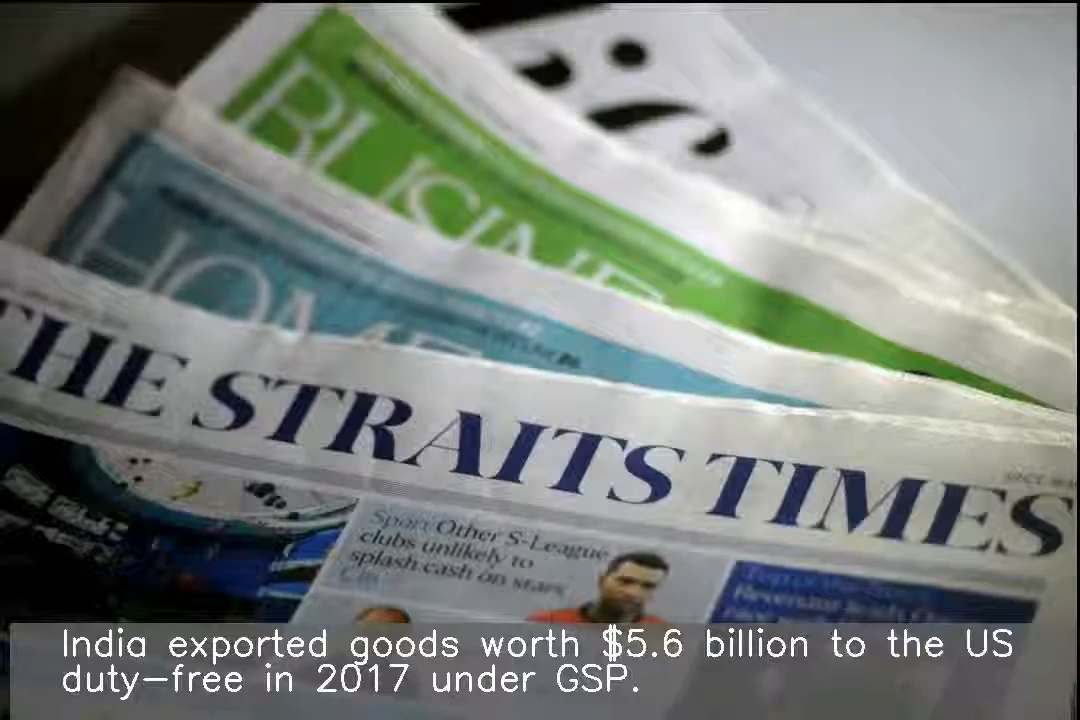 BUSINE
HOME
THE STRAITS TIMES
Sport Other S-League
clubs unlikely to
splash cash on stars
India exported goods worth $5.6 billion to the US
duty-free in 2017 under GSP.